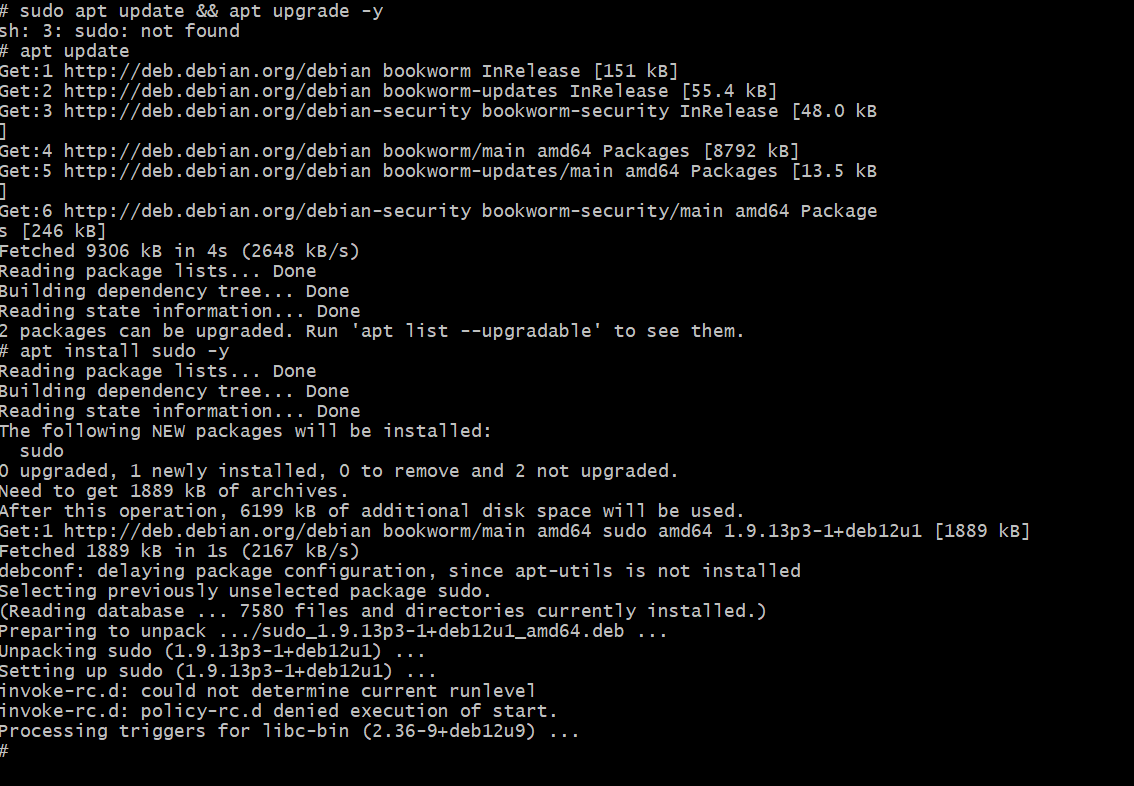 # sudo apt update && apt upgrade -y
sh: 3: sudo: not found
# apt update
Get:1 http://deb.debian.org/debian bookworm InRelease [151 kB]
Get:2 http://deb.debian.org/debian bookworm-updates InRelease [55.4 kB]
Get:3 http://deb.debian.org/debian-security bookworm-security InRelease [48.0 kB
]
Get:4 http://deb.debian.org/debian bookworm/main amd64 Packages [8792 kB]
Get:5 http://deb.debian.org/debian bookworm-updates/main amd64 Packages [13.5 kB
]
Get:6 http://deb.debian.org/debian-security bookworm-security/main amd64 Package
s [246 kB]
Fetched 9306 kB in 4s (2648 kB/s)
Reading package lists... Done
Building dependency tree... Done
Reading state information... Done
2 packages can be upgraded. Run 'apt list --upgradable' to see them.
# apt install sudo -y
Reading package lists... Done
Building dependency tree... Done
Reading state information... Done
The following NEW packages will be installed:
  sudo
0 upgraded, 1 newly installed, 0 to remove and 2 not upgraded.
Need to get 1889 kB of archives.
After this operation, 6199 kB of additional disk space will be used.
Get:1 http://deb.debian.org/debian bookworm/main amd64 sudo amd64 1.9.13p3-1+deb12u1 [1889 kB]
Fetched 1889 kB in 1s (2167 kB/s)
debconf: delaying package configuration, since apt-utils is not installed
Selecting previously unselected package sudo.
(Reading database ... 7580 files and directories currently installed.)
Preparing to unpack .../sudo_1.9.13p3-1+deb12u1_amd64.deb ...
Unpacking sudo (1.9.13p3-1+deb12u1) ...
Setting up sudo (1.9.13p3-1+deb12u1) ...
invoke-rc.d: could not determine current runlevel
invoke-rc.d: policy-rc.d denied execution of start.
Processing triggers for libc-bin (2.36-9+deb12u9) ...
#